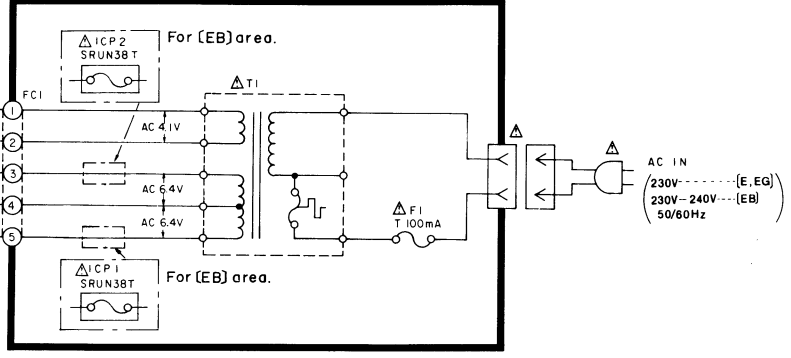 ICP2
SRUN38T
For [EB] area.
FC1
T1
1
AC 4.1V
2
3
AC 6.4V
4
AC 6.4V
5
F1
T 100mA
AC IN
230V--------[E,EG]
230V-240V----[EB]
50/60Hz
ICP1
SRUN38T
For [EB] area.